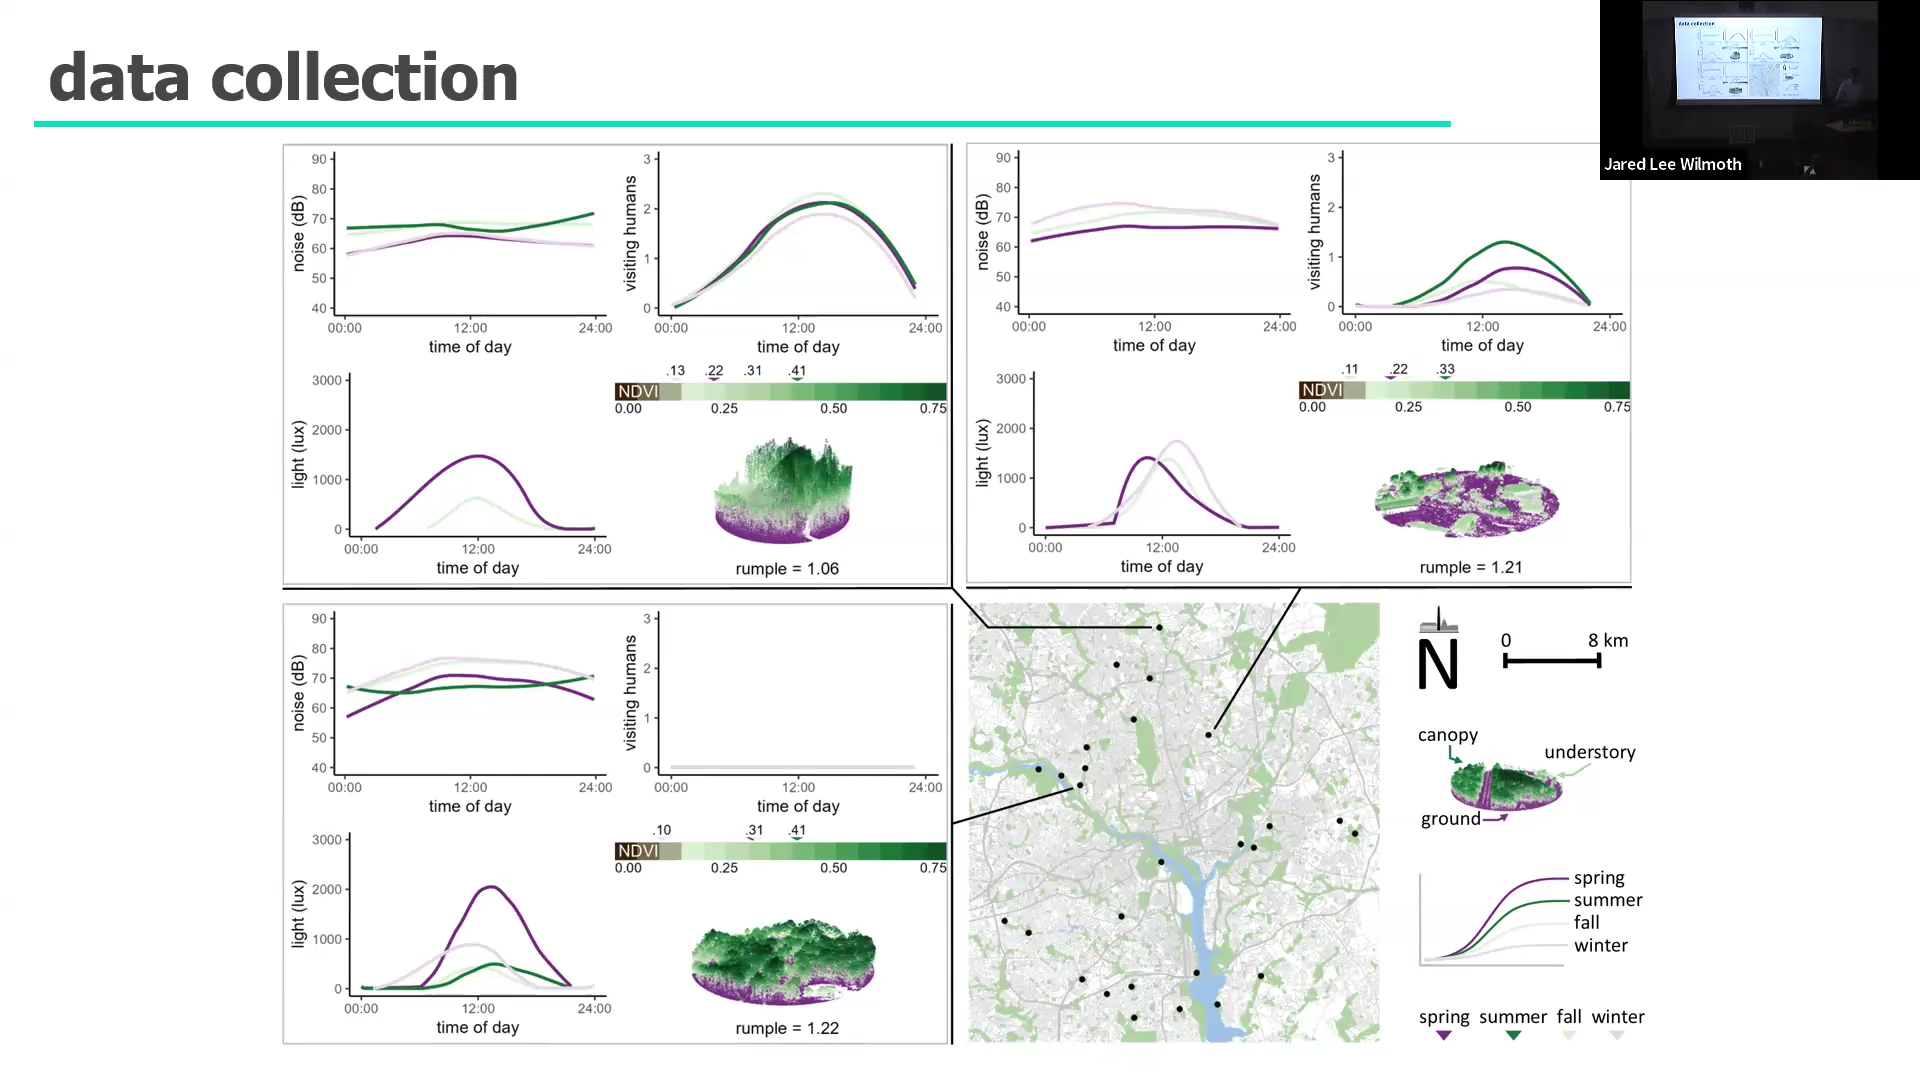 data collection
Jared Lee Wilmoth
90
80
70
60
50
40
noise (dB)
00:00 12:00 24:00
time of day
3
2
1
0
visiting humans
00:00 12:00 24:00
time of day
3000
2000
1000
0
light (lux)
00:00 12:00 24:00
time of day
.13 .22 .31 .41
NDVI
0.00 0.25 0.50 0.75
rumple = 1.06
90
80
70
60
50
40
noise (dB)
00:00 12:00 24:00
time of day
3
2
1
0
visiting humans
00:00 12:00 24:00
time of day
3000
2000
1000
0
light (lux)
00:00 12:00 24:00
time of day
.11 .22 .33
NDVI
0.00 0.25 0.50 0.75
rumple = 1.21
90
80
70
60
50
40
noise (dB)
00:00 12:00 24:00
time of day
3
2
1
0
visiting humans
00:00 12:00 24:00
time of day
3000
2000
1000
0
light (lux)
00:00 12:00 24:00
time of day
.10 .31 .41
NDVI
0.00 0.25 0.50 0.75
rumple = 1.22
N
0 8 km
canopy
understory
ground
spring
summer
fall
winter
spring summer fall winter